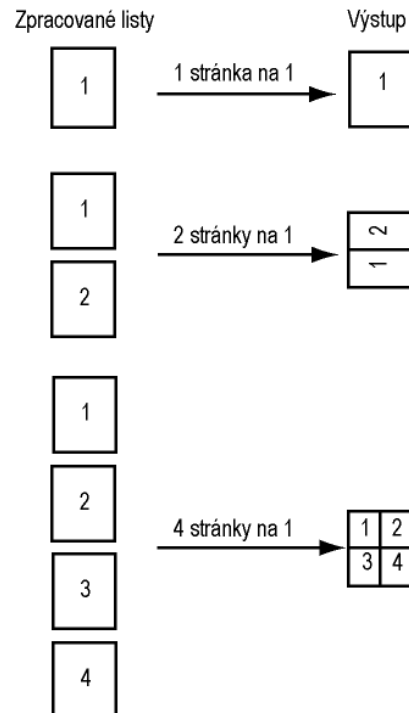 Zpracované listy
Výstup
1
1 stránka na 1
1
1
2
2 stránky na 1
2
1
1
2
3
4
4 stránky na 1
1 2
3 4